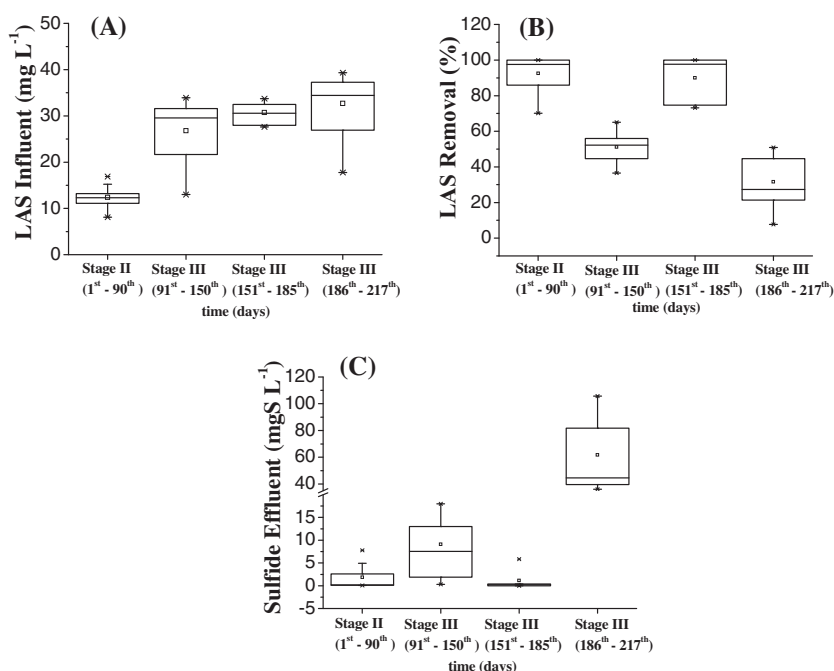 (A)
LAS Influent (mg L⁻¹)
50
40
30
20
10
0
Stage II
(1ˢᵗ - 90ᵗʰ)
Stage III
(91ˢᵗ - 150ᵗʰ)
Stage III
(151ˢᵗ - 185ᵗʰ)
Stage III
(186ᵗʰ - 217ᵗʰ)
time (days)
(B)
LAS Removal (%)
120
100
80
60
40
20
0
Stage II
(1ˢᵗ - 90ᵗʰ)
Stage III
(91ˢᵗ - 150ᵗʰ)
Stage III
(151ˢᵗ - 185ᵗʰ)
Stage III
(186ᵗʰ - 217ᵗʰ)
time (days)
(C)
Sulfide Effluent (mgS L⁻¹)
120
100
80
60
40
15
10
5
0
-5
Stage II
(1ˢᵗ - 90ᵗʰ)
Stage III
(91ˢᵗ - 150ᵗʰ)
Stage III
(151ˢᵗ - 185ᵗʰ)
Stage III
(186ᵗʰ - 217ᵗʰ)
time (days)